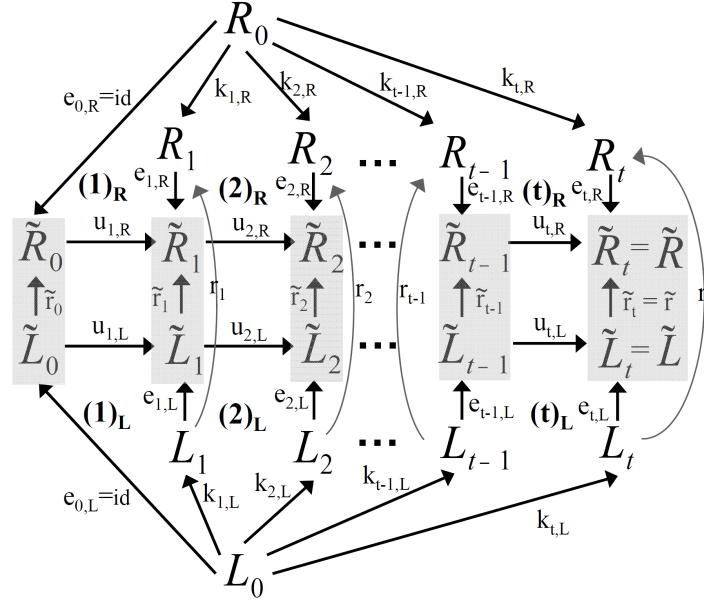 R₀
e₀,R=id k₁,R k₂,R kₜ₋₁,R kₜ,R
R₁ R₂ ... Rₜ₋₁ Rₜ
(1)R e₁,R (2)R e₂,R eₜ₋₁,R (t)R eₜ,R
u₁,R u₂,R uₜ,R
R̃₀ R̃₁ R̃₂ ... R̃ₜ₋₁ R̃ₜ = R̃
r̃₀ r̃₁ r₁ r̃₂ r₂ rₜ₋₁ r̃ₜ₋₁ r̃ₜ = r̃ r
u₁,L u₂,L uₜ,L
L̃₀ L̃₁ L̃₂ ... L̃ₜ₋₁ L̃ₜ = L̃
(1)L e₁,L (2)L e₂,L eₜ₋₁,L (t)L eₜ,L
L₁ L₂ ... Lₜ₋₁ Lₜ
e₀,L=id k₁,L k₂,L kₜ₋₁,L kₜ,L
L₀